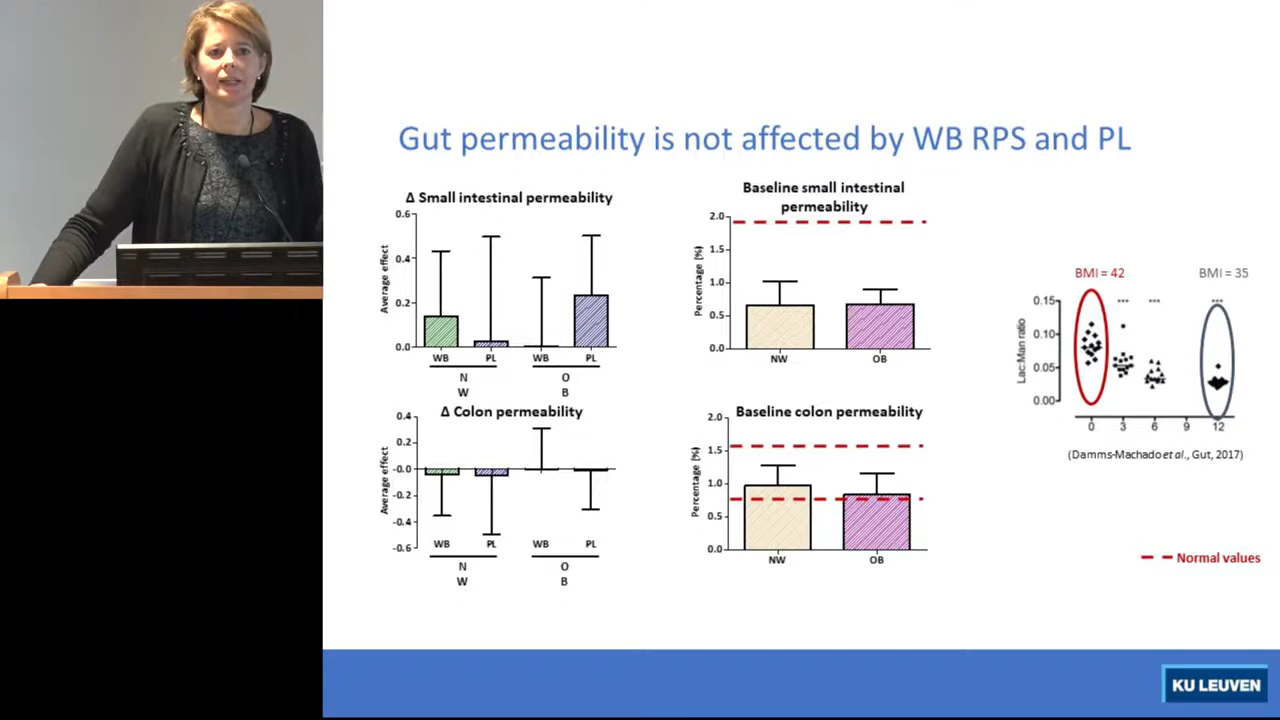 Gut permeability is not affected by WB RPS and PL
Δ Small intestinal permeability
Average effect
0.6
0.4
0.2
0.0
WB PL WB PL
N O
W B
Δ Colon permeability
Average effect
0.4
0.2
-0.0
-0.2
-0.4
-0.6
WB PL WB PL
N O
W B
Baseline small intestinal
permeability
Percentage (%)
2.0
1.5
1.0
0.5
0.0
NW OB
Baseline colon permeability
Percentage (%)
2.0
1.5
1.0
0.5
0.0
NW OB
BMI = 42 BMI = 35
Lac:Man ratio
0.15
0.10
0.05
0.00
*** *** ***
0 3 6 9 12
(Damms-Machado et al., Gut, 2017)
Normal values
KU LEUVEN